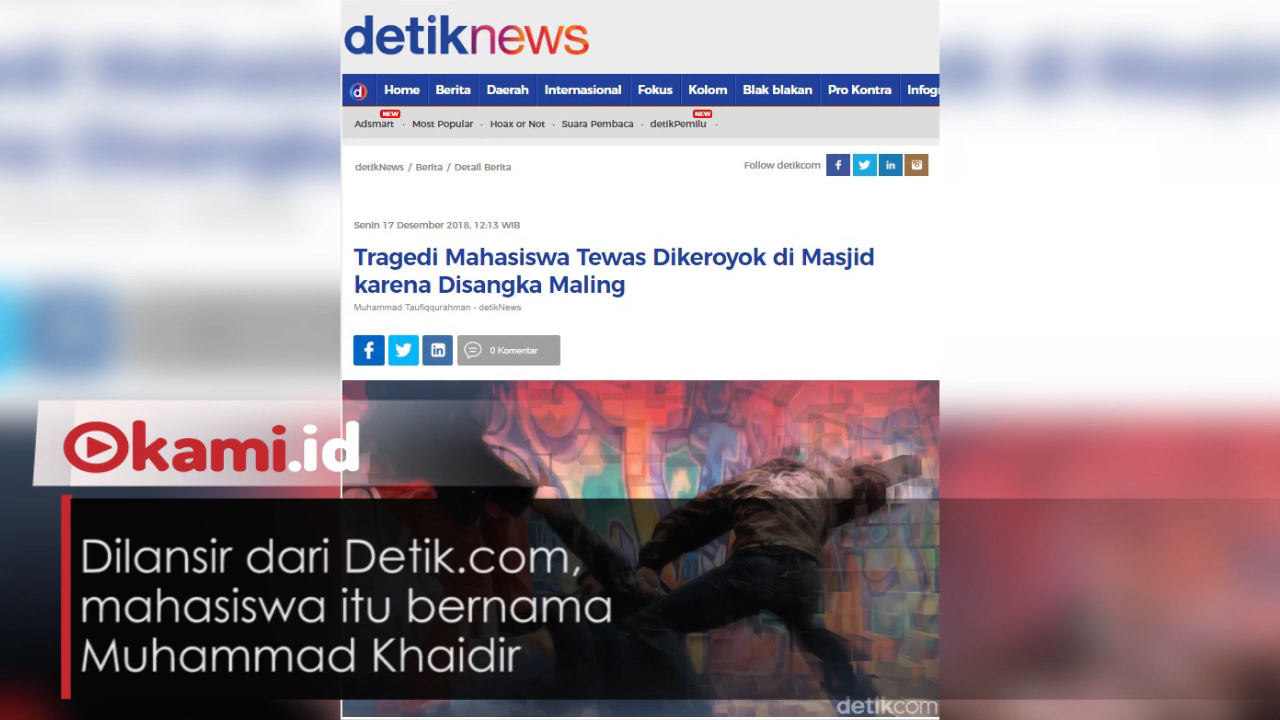 detiknews
d Home Berita Daerah Internasional Fokus Kolom Blak blakan Pro Kontra Infogr
NEW NEW
Adsmart · Most Popular · Hoax or Not · Suara Pembaca · detikPemilu ·
detikNews / Berita / Detail Berita
Follow detikcom
Senin 17 Desember 2018, 12:13 WIB
Tragedi Mahasiswa Tewas Dikeroyok di Masjid
karena Disangka Maling
Muhammad Taufiqqurahman - detikNews
0 Komentar
Okami.id
Dilansir dari Detik.com,
mahasiswa itu bernama
Muhammad Khaidir
detikcom